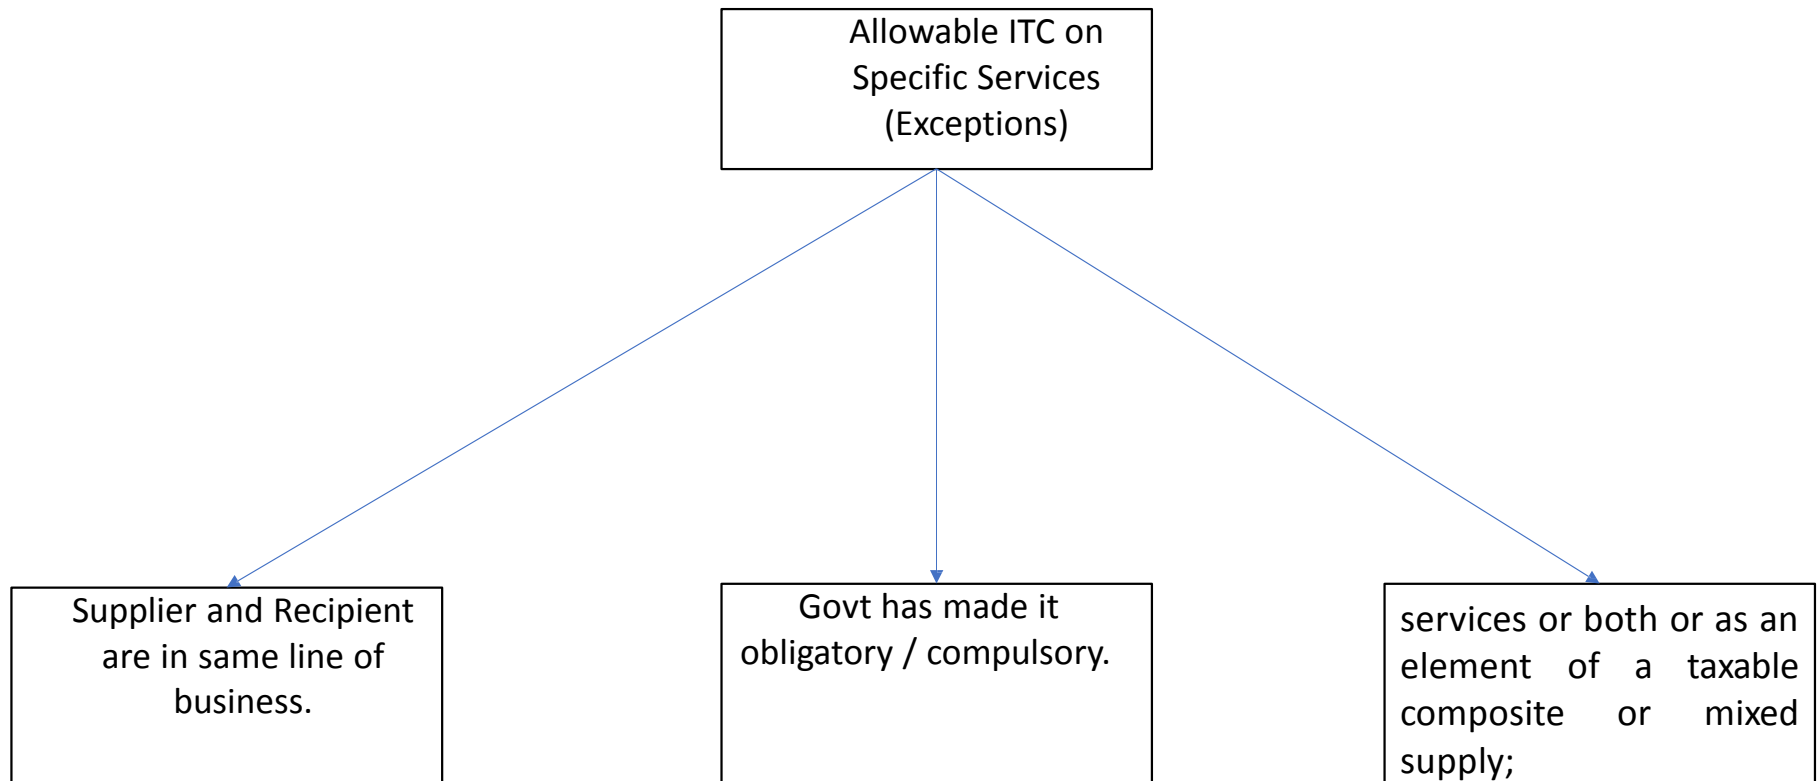 Allowable ITC on
Specific Services
(Exceptions)
Supplier and Recipient
are in same line of
business.
Govt has made it
obligatory / compulsory.
services or both or as an
element of a taxable
composite or mixed
supply;